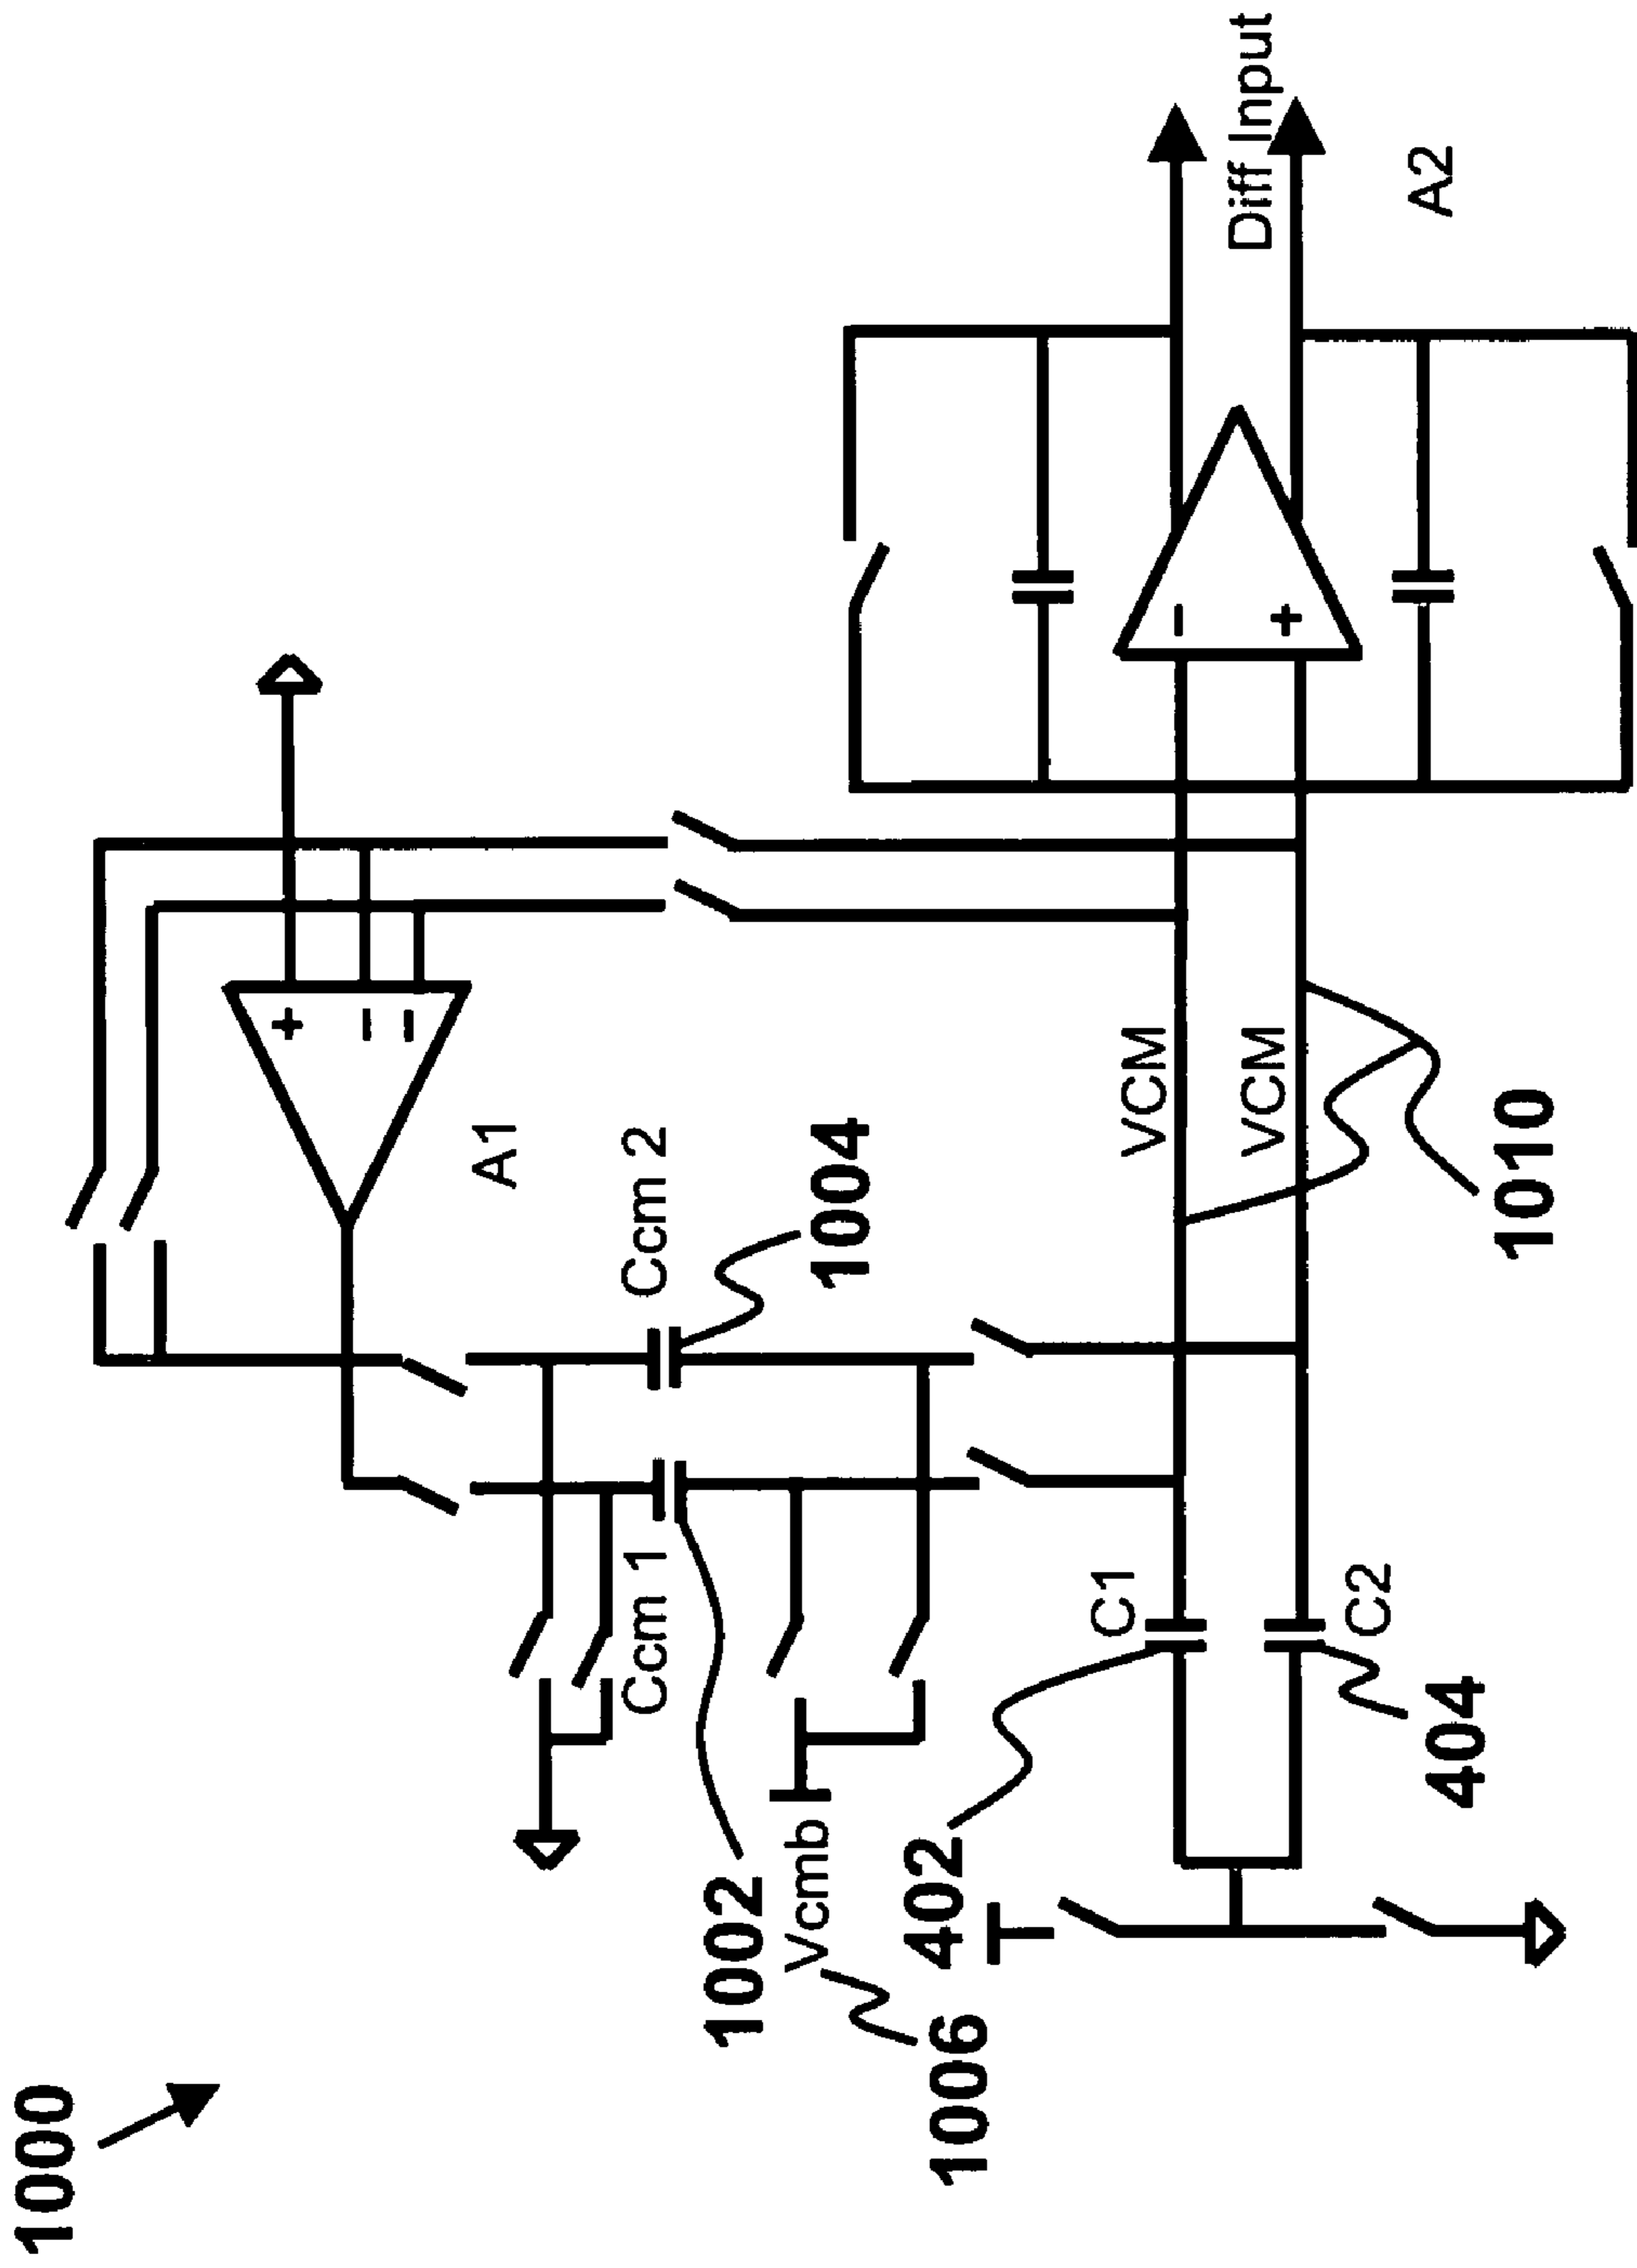 1000
A1
Ccm 2
1004
Ccm 1
1002
Vcmb
1006
402
C1
C2
404
VCM
VCM
1010
+
–
–
–
+
Diff Input
A2